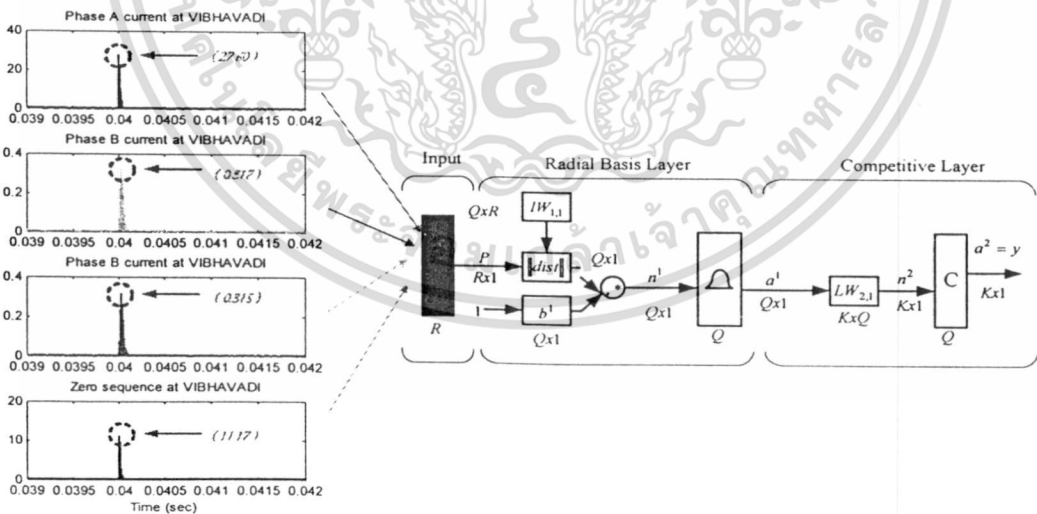 Phase A current at VIBHAVADI
40
20
0
0.039 0.0395 0.04 0.0405 0.041 0.0415 0.042
Phase B current at VIBHAVADI
0.4
0.2
0
(0.317)
0.039 0.0395 0.04 0.0405 0.041 0.0415 0.042
Phase B current at VIBHAVADI
0.4
0.2
0
(0.315)
0.039 0.0395 0.04 0.0405 0.041 0.0415 0.042
Zero sequence at VIBHAVADI
20
10
0
0.039 0.0395 0.04 0.0405 0.041 0.0415 0.042
Time (sec)
Input
R
Radial Basis Layer
QxR
IW1,1
P
Rx1
dist
Qx1
1
b¹
Qx1
n¹
Qx1
Q
a¹
Qx1
Competitive Layer
LW2,1
KxQ
n²
Kx1
C
Q
a² = y
Kx1